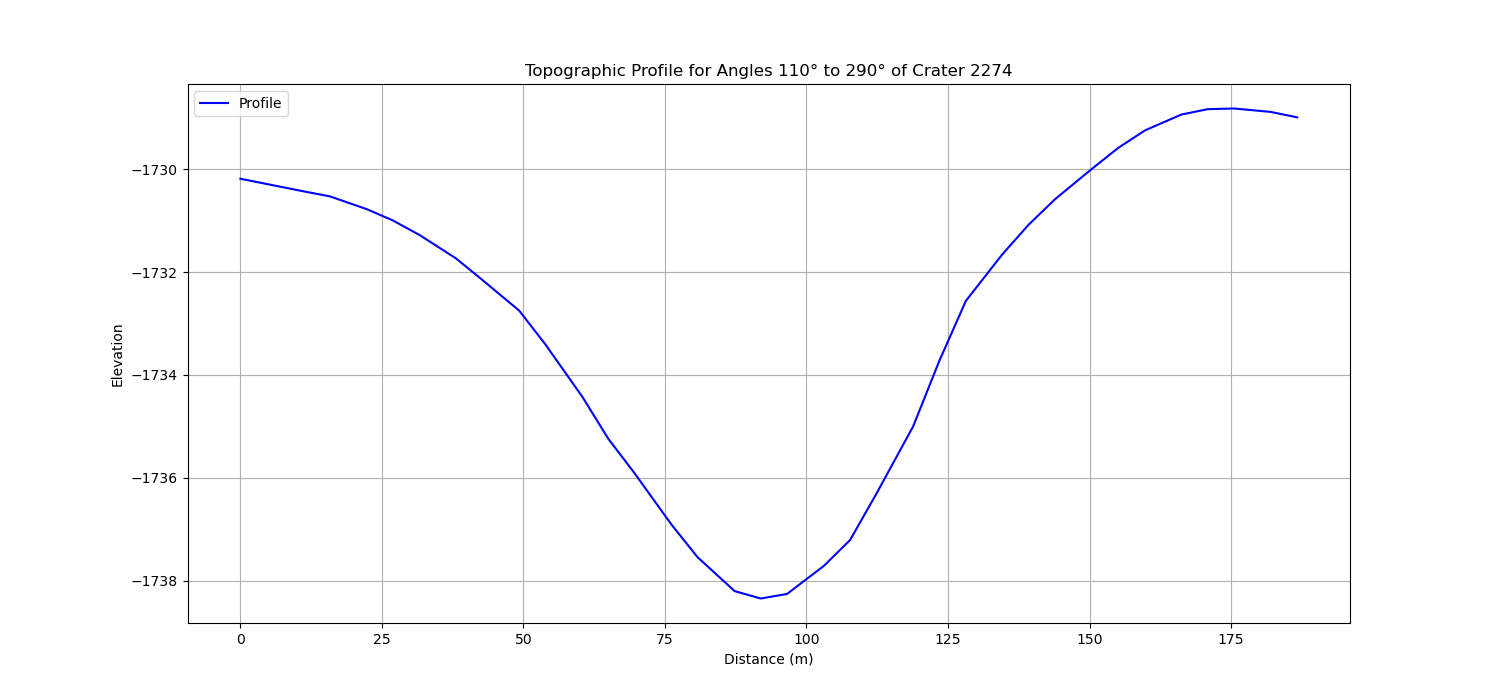 Topographic Profile for Angles 110° to 290° of Crater 2274
Profile
−1730
−1732
−1734
−1736
−1738
Elevation
0 25 50 75 100 125 150 175
Distance (m)